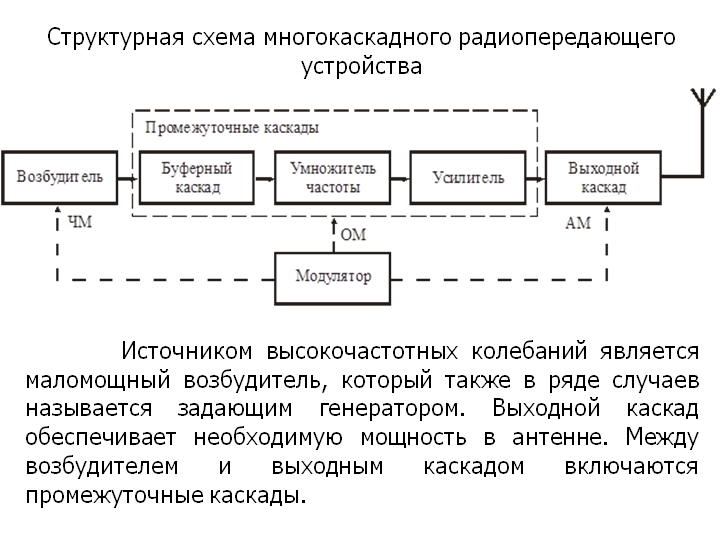 Структурная схема многокаскадного радиопередающего
устройства
Промежуточные каскады
Возбудитель
Буферный
каскад
Умножитель
частоты
Усилитель
Выходной
каскад
ЧМ
ОМ
АМ
Модулятор
Источником высокочастотных колебаний является
маломощный возбудитель, который также в ряде случаев
называется задающим генератором. Выходной каскад
обеспечивает необходимую мощность в антенне. Между
возбудителем и выходным каскадом включаются
промежуточные каскады.